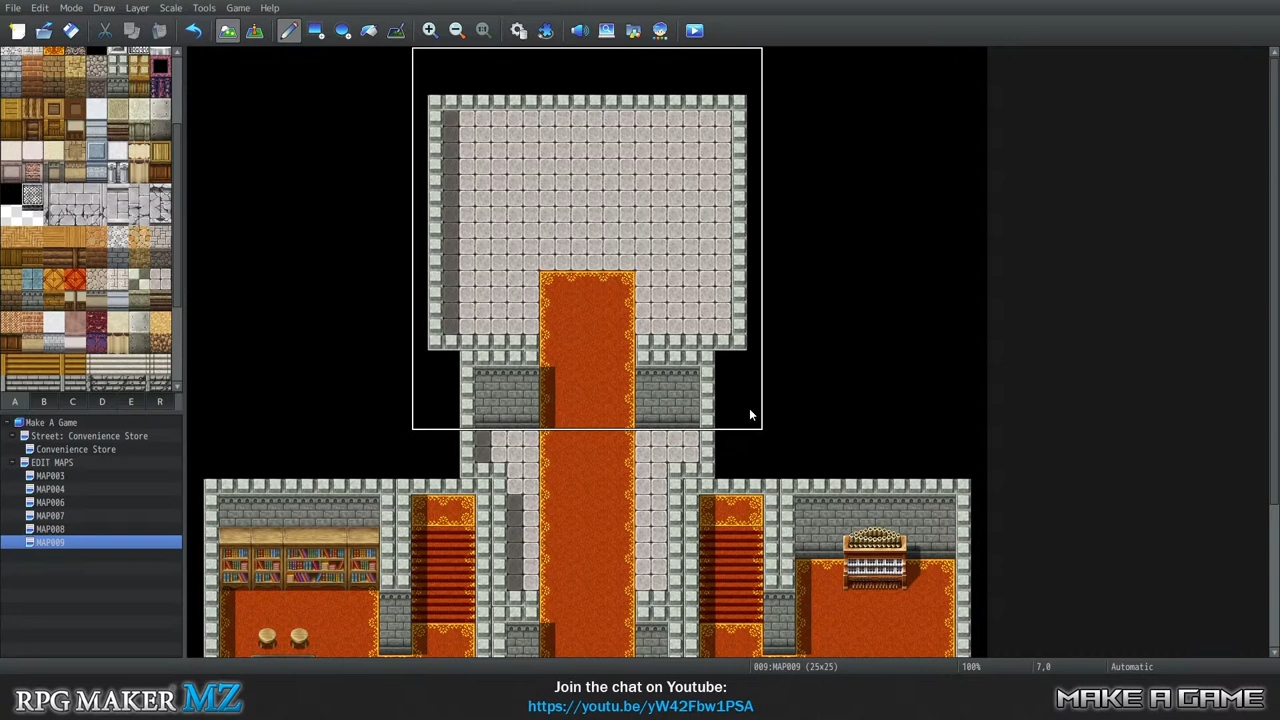 File Edit Mode Draw Layer Scale Tools Game Help
A B C D E R
Make A Game
Street: Convenience Store
Convenience Store
EDIT MAPS
MAP003
MAP004
MAP006
MAP007
MAP008
MAP009
009:MAP009 (25x25) 100% 7,0 Automatic
RPG MAKER MZ
Join the chat on Youtube:
https://youtu.be/yW42Fbw1PSA
MAKE A GAME